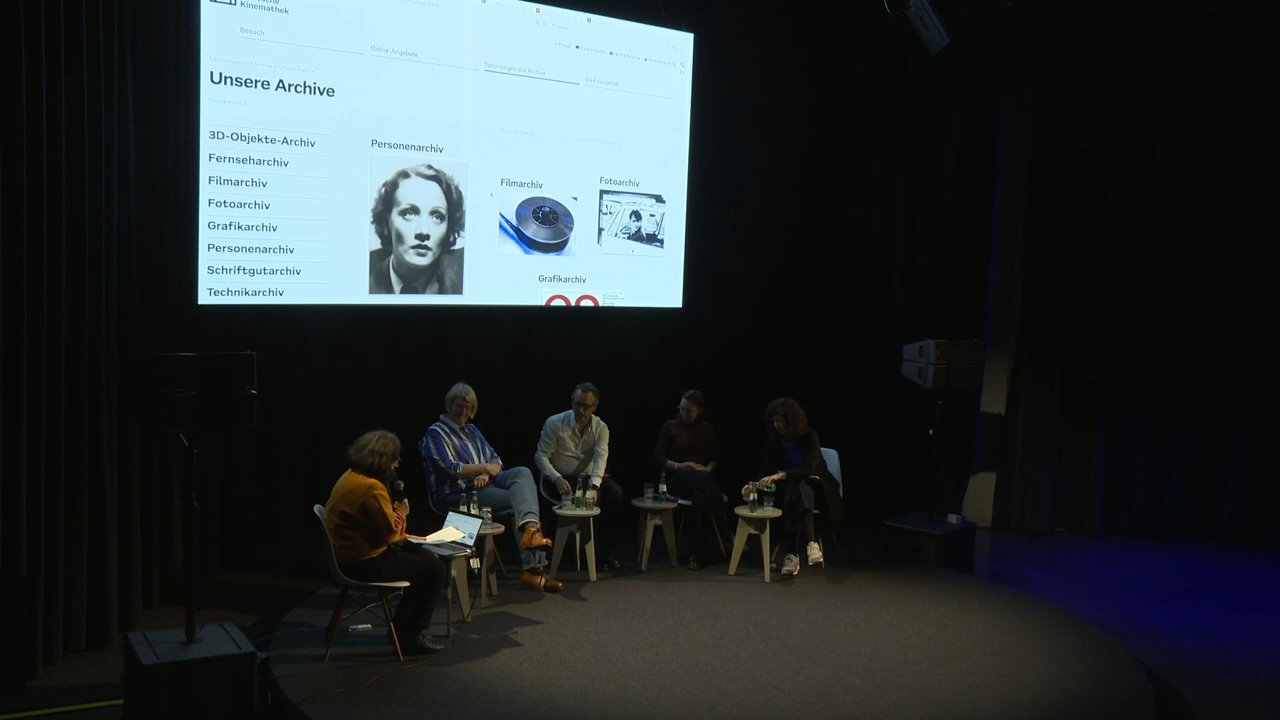 Kinemathek
Besuch
Online-Angebote
Sammlungen und Archive
Die Kinemathek
Unsere Archive
3D-Objekte-Archiv
Fernseharchiv
Filmarchiv
Fotoarchiv
Grafikarchiv
Personenarchiv
Schriftgutarchiv
Technikarchiv
Personenarchiv
Filmarchiv
Fotoarchiv
Grafikarchiv